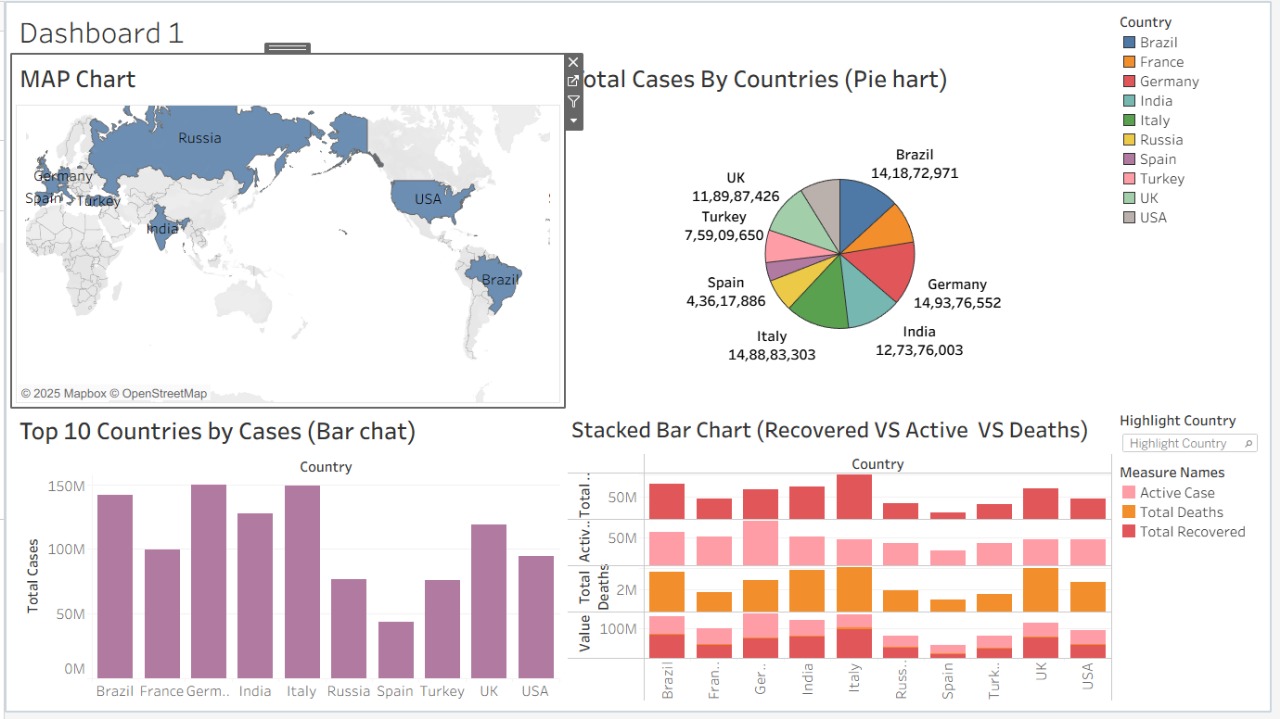 Dashboard 1
MAP Chart
Russia
Germany
Spain
Turkey
India
USA
Brazil
© 2025 Mapbox © OpenStreetMap
otal Cases By Countries (Pie hart)
Brazil
14,18,72,971
UK
11,89,87,426
Turkey
7,59,09,650
Spain
4,36,17,886
Germany
14,93,76,552
India
12,73,76,003
Italy
14,88,83,303
Country
Brazil
France
Germany
India
Italy
Russia
Spain
Turkey
UK
USA
Top 10 Countries by Cases (Bar chat)
Country
Total Cases
150M
100M
50M
0M
Brazil France Germ.. India Italy Russia Spain Turkey UK USA
Stacked Bar Chart (Recovered VS Active VS Deaths)
Country
Total ..
50M
Activ..
50M
Total
Deaths
2M
Value
100M
Brazil Fran.. Ger.. India Italy Russ.. Spain Turk.. UK USA
Highlight Country
Highlight Country
Measure Names
Active Case
Total Deaths
Total Recovered